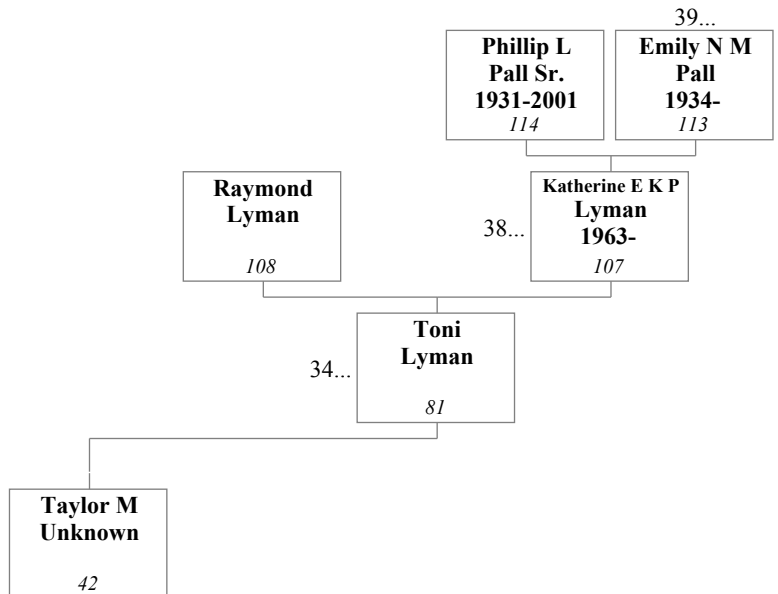 39...
Phillip L
Pall Sr.
1931-2001
114
Emily N M
Pall
1934-
113
Raymond
Lyman
108
38...
Katherine E K P
Lyman
1963-
107
34...
Toni
Lyman
81
Taylor M
Unknown
42